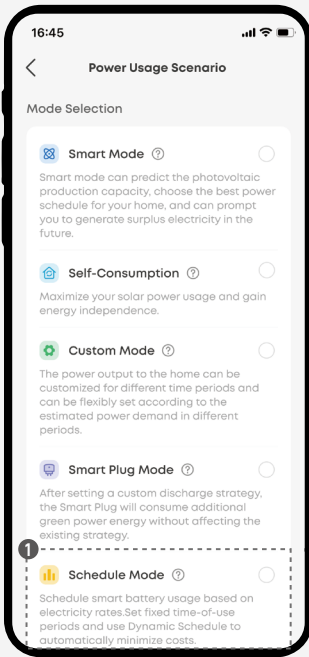 16:45
Power Usage Scenario
Mode Selection
Smart Mode ?
Smart mode can predict the photovoltaic
production capacity, choose the best power
schedule for your home, and can prompt
you to generate surplus electricity in the
future.
Self-Consumption ?
Maximize your solar power usage and gain
energy independence.
Custom Mode ?
The power output to the home can be
customized for different time periods and
can be flexibly set according to the
estimated power demand in different
periods.
Smart Plug Mode ?
After setting a custom discharge strategy,
the Smart Plug will consume additional
green power energy without affecting the
existing strategy.
1
Schedule Mode ?
Schedule smart battery usage based on
electricity rates.Set fixed time-of-use
periods and use Dynamic Schedule to
automatically minimize costs.